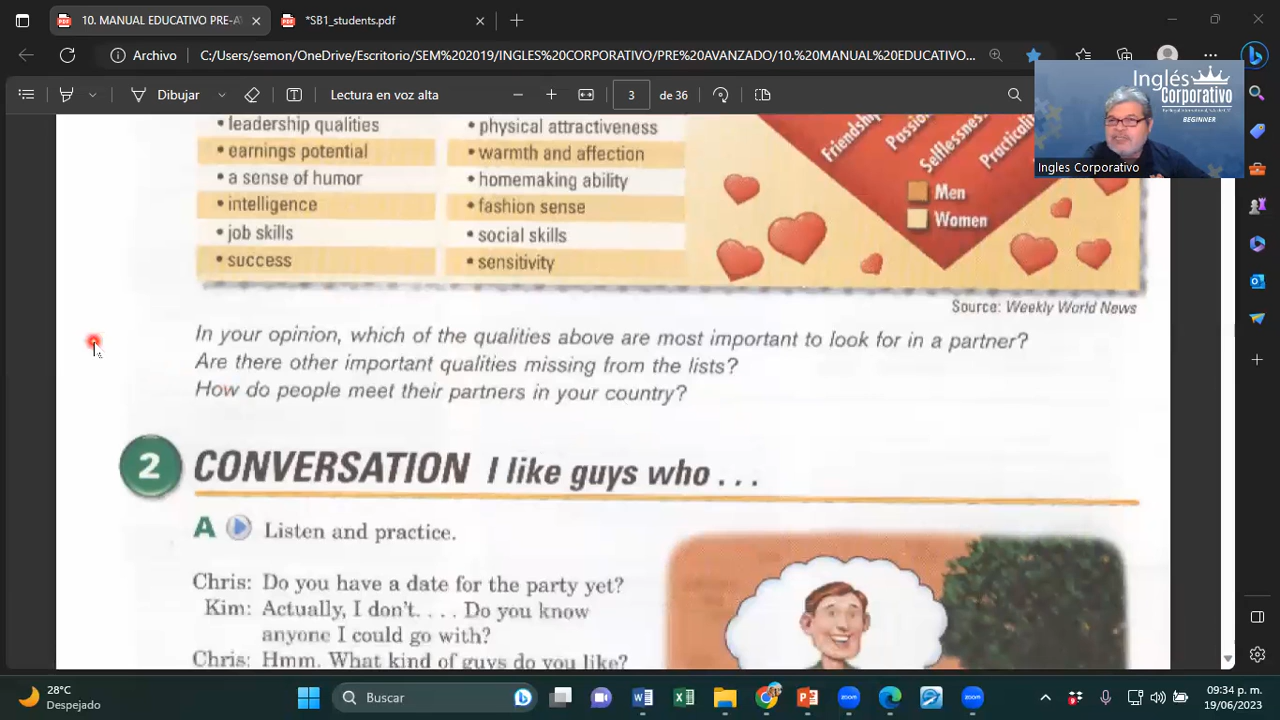 10. MANUAL EDUCATIVO PRE-A
*SB1_students.pdf
Archivo
C:/Users/semon/OneDrive/Escritorio/SEM%202019/INGLES%20CORPORATIVO/PRE%20AVANZADO/10.%20MANUAL%20EDUCATIVO...
Dibujar
Lectura en voz alta
3
de 36
Inglés
Corporativo
BEGINNER
Ingles Corporativo
• leadership qualities
• earnings potential
• a sense of humor
• intelligence
• job skills
• success
• physical attractiveness
• warmth and affection
• homemaking ability
• fashion sense
• social skills
• sensitivity
Friendship
Passion
Selflessness
Men
Women
Source: Weekly World News
In your opinion, which of the qualities above are most important to look for in a partner?
Are there other important qualities missing from the lists?
How do people meet their partners in your country?
2 CONVERSATION I like guys who . . .
A Listen and practice.
Chris: Do you have a date for the party yet?
Kim: Actually, I don't. . . . Do you know
anyone I could go with?
Chris: Hmm. What kind of guys do you like?
28°C
Despejado
Buscar
09:34 p. m.
19/06/2023